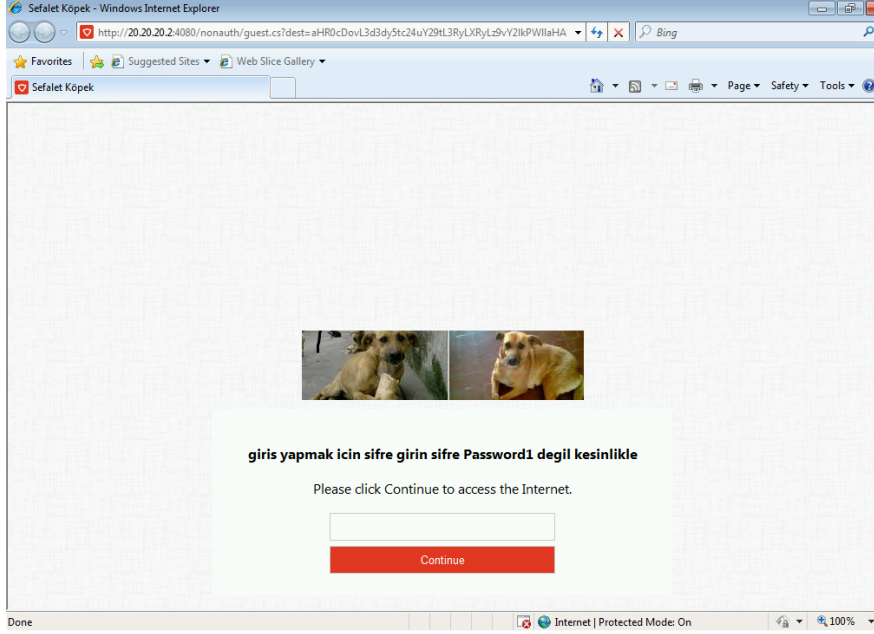 Sefalet Köpek - Windows Internet Explorer
http://20.20.20.2:4080/nonauth/guest.cs?dest=aHR0cDovL3d3dy5tc24uY29tL3RyLXRyLz9vY2lkPWllaHA
Bing
Favorites Suggested Sites Web Slice Gallery
Sefalet Köpek Page Safety Tools
giris yapmak icin sifre girin sifre Password1 degil kesinlikle
Please click Continue to access the Internet.
Continue
Done Internet | Protected Mode: On 100%